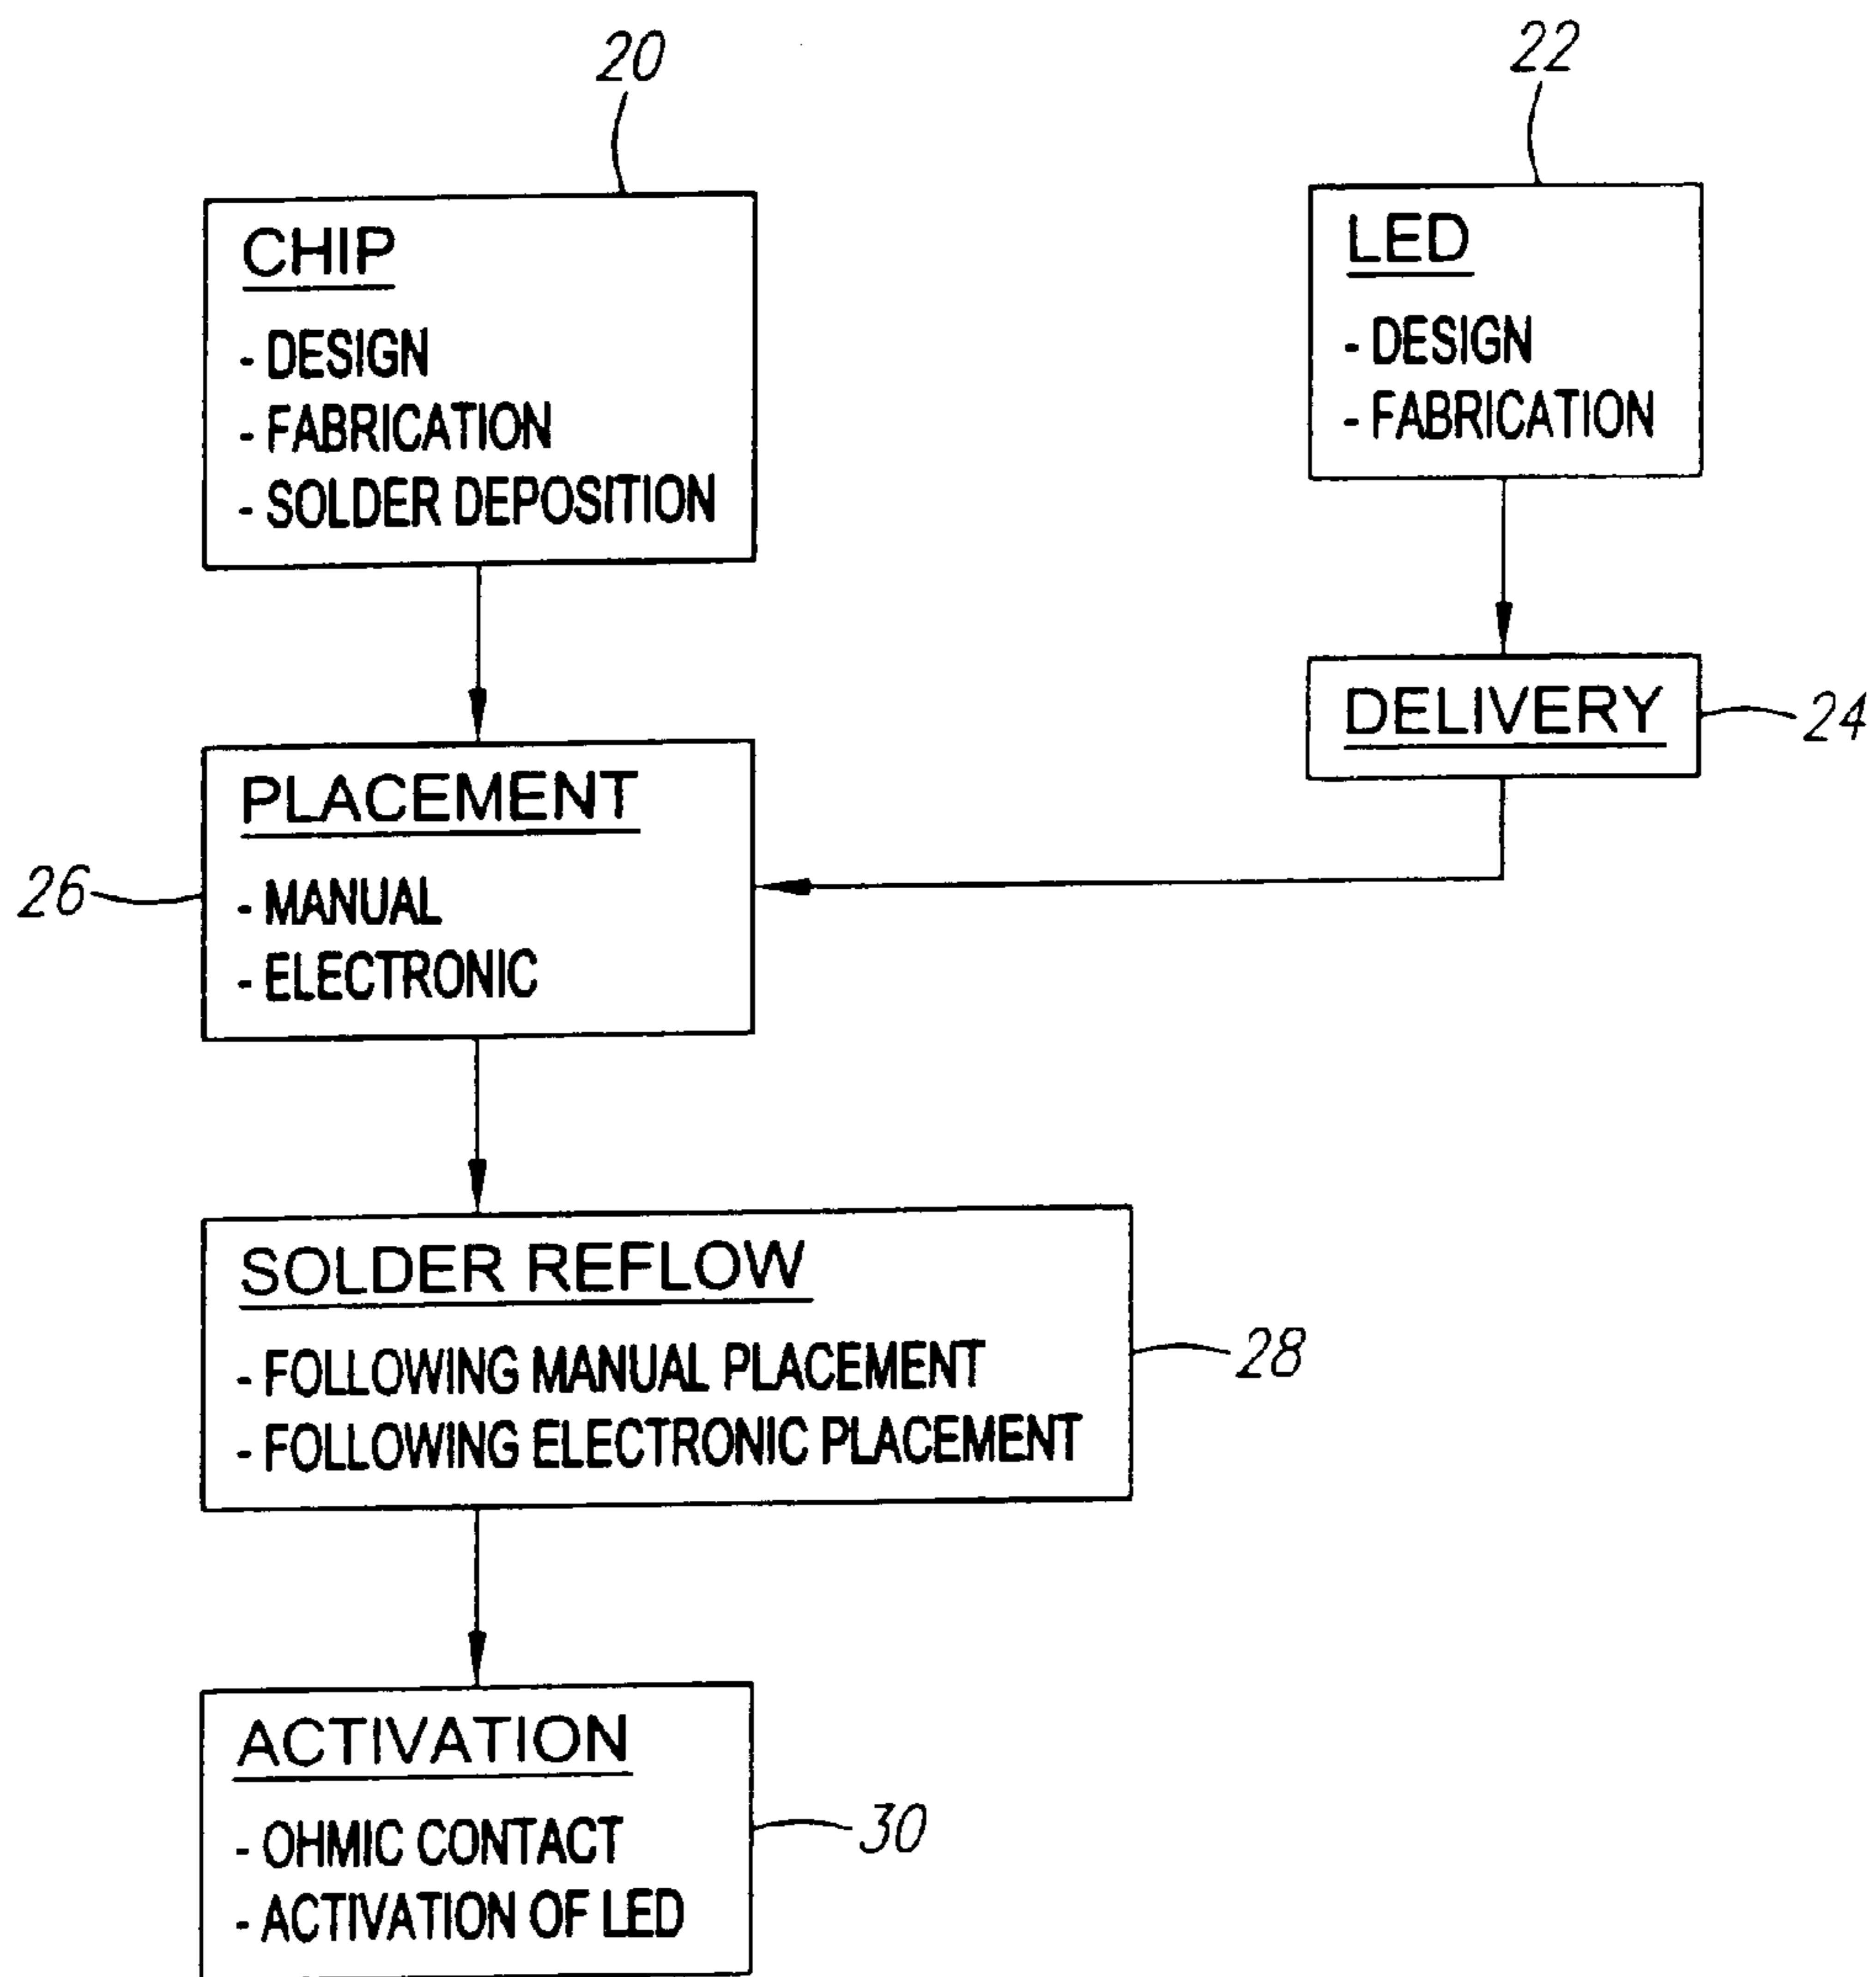 20
CHIP
- DESIGN
- FABRICATION
- SOLDER DEPOSITION
22
LED
- DESIGN
- FABRICATION
DELIVERY
24
26
PLACEMENT
- MANUAL
- ELECTRONIC
SOLDER REFLOW
- FOLLOWING MANUAL PLACEMENT
- FOLLOWING ELECTRONIC PLACEMENT
28
ACTIVATION
- OHMIC CONTACT
- ACTIVATION OF LED
30